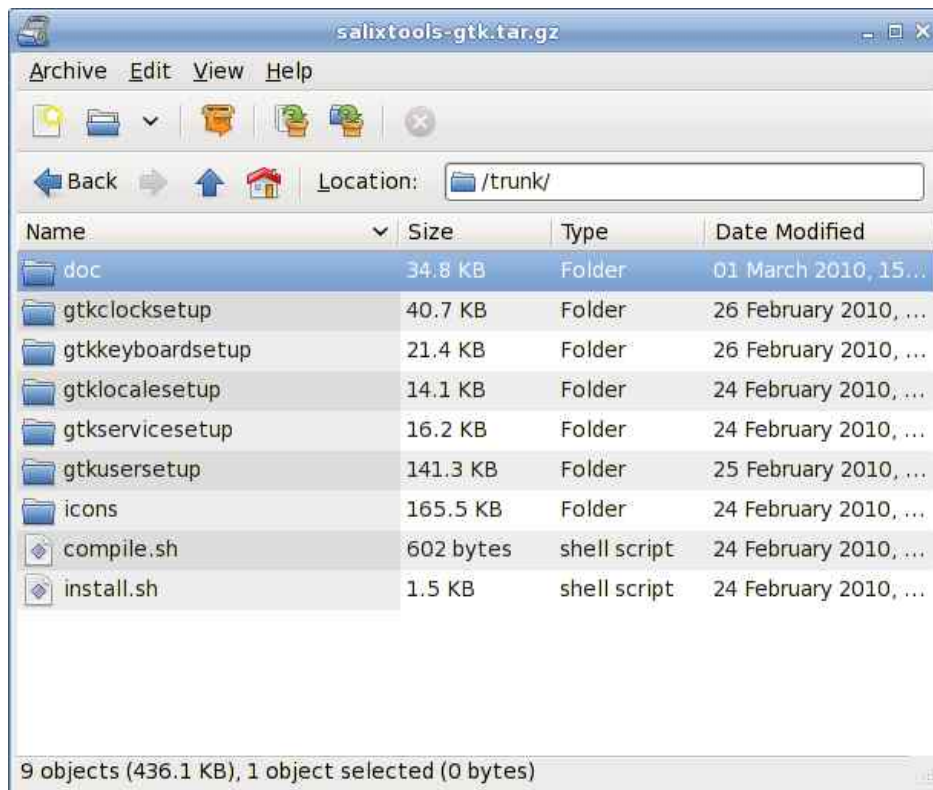 salixtools-gtk.tar.gz
Archive Edit View Help
Back Location: /trunk/
Name Size Type Date Modified
doc 34.8 KB Folder 01 March 2010, 15...
gtkclocksetup 40.7 KB Folder 26 February 2010, ...
gtkkeyboardsetup 21.4 KB Folder 26 February 2010, ...
gtklocalesetup 14.1 KB Folder 24 February 2010, ...
gtkservicesetup 16.2 KB Folder 24 February 2010, ...
gtkusersetup 141.3 KB Folder 25 February 2010, ...
icons 165.5 KB Folder 24 February 2010, ...
compile.sh 602 bytes shell script 24 February 2010, ...
install.sh 1.5 KB shell script 24 February 2010, ...
9 objects (436.1 KB), 1 object selected (0 bytes)